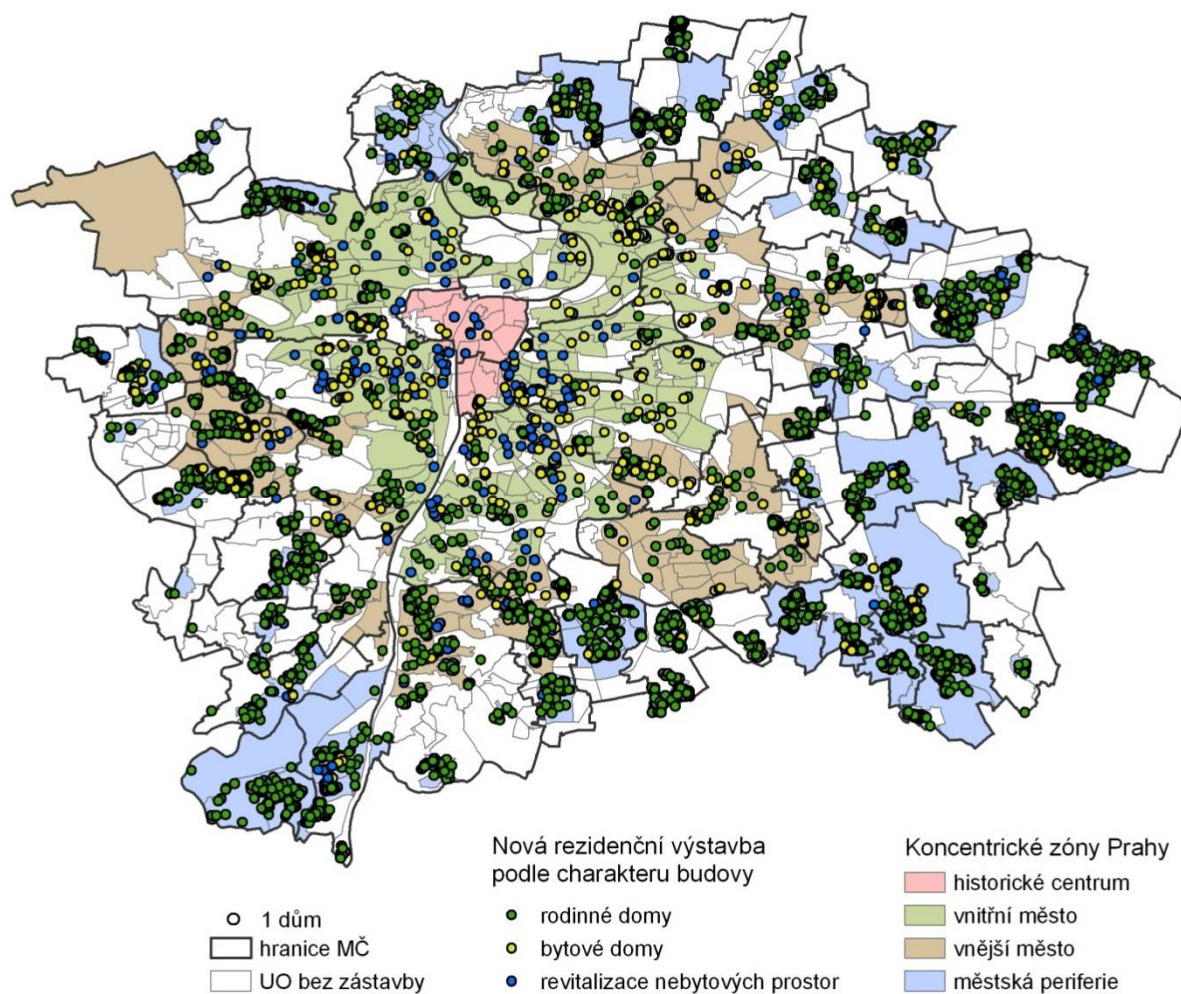 Nová rezidenční výstavba
podle charakteru budovy
Koncentrické zóny Prahy
1 dům
hranice MČ
UO bez zástavby
rodinné domy
bytové domy
revitalizace nebytových prostor
historické centrum
vnitřní město
vnější město
městská periferie